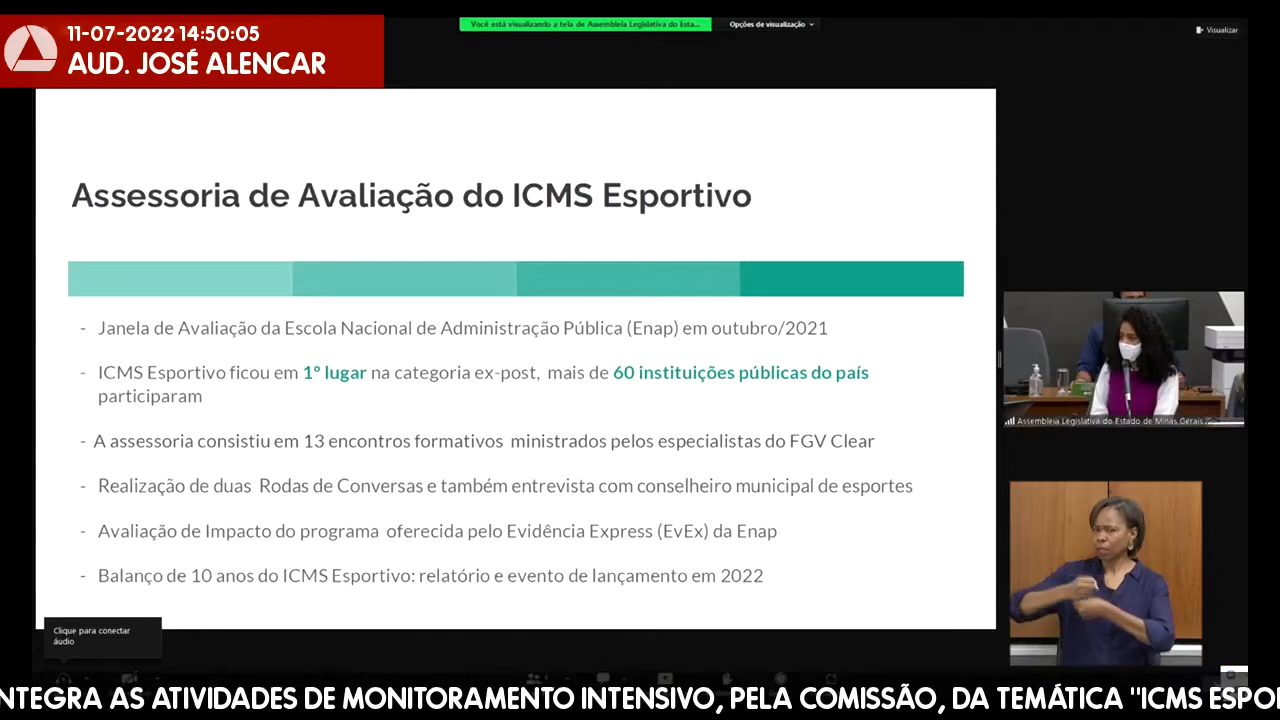 11-07-2022 14:50:05
AUD. JOSÉ ALENCAR
Você está visualizando a tela de Assembleia Legislativa do Esta...
Opções de visualização
Visualizar
Assessoria de Avaliação do ICMS Esportivo
- Janela de Avaliação da Escola Nacional de Administração Pública (Enap) em outubro/2021
- ICMS Esportivo ficou em 1º lugar na categoria ex-post, mais de 60 instituições públicas do país
participaram
- A assessoria consistiu em 13 encontros formativos ministrados pelos especialistas do FGV Clear
- Realização de duas Rodas de Conversas e também entrevista com conselheiro municipal de esportes
- Avaliação de Impacto do programa oferecida pelo Evidência Express (EvEx) da Enap
- Balanço de 10 anos do ICMS Esportivo: relatório e evento de lançamento em 2022
Assembleia Legislativa do Estado de Minas Gerais
Clique para conectar
áudio
NTEGRA AS ATIVIDADES DE MONITORAMENTO INTENSIVO, PELA COMISSÃO, DA TEMÁTICA "ICMS ESPO